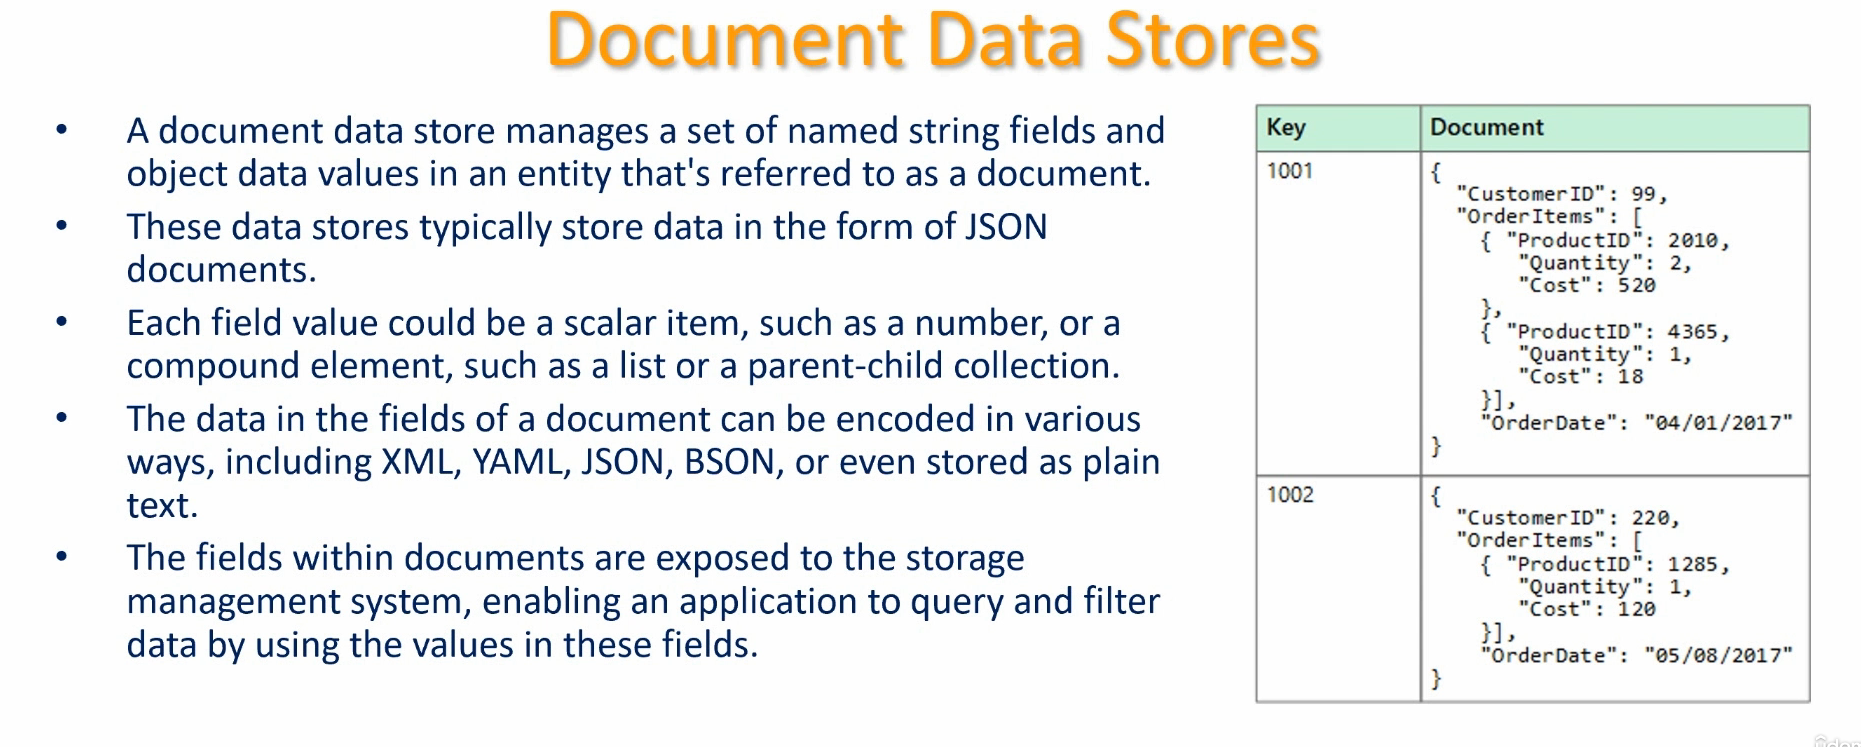 Document Data Stores
• A document data store manages a set of named string fields and
object data values in an entity that's referred to as a document.
• These data stores typically store data in the form of JSON
documents.
• Each field value could be a scalar item, such as a number, or a
compound element, such as a list or a parent-child collection.
• The data in the fields of a document can be encoded in various
ways, including XML, YAML, JSON, BSON, or even stored as plain
text.
• The fields within documents are exposed to the storage
management system, enabling an application to query and filter
data by using the values in these fields.
Key Document
1001 {
"CustomerID": 99,
"OrderItems": [
{ "ProductID": 2010,
"Quantity": 2,
"Cost": 520
},
{ "ProductID": 4365,
"Quantity": 1,
"Cost": 18
}],
"OrderDate": "04/01/2017"
}
1002 {
"CustomerID": 220,
"OrderItems": [
{ "ProductID": 1285,
"Quantity": 1,
"Cost": 120
}],
"OrderDate": "05/08/2017"
}